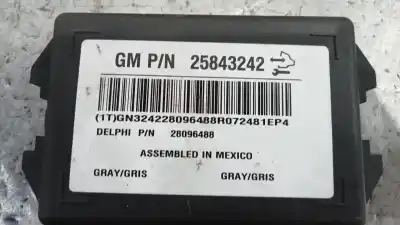 GM P/N 25843242
(1T)GN324228096488R072481EP4
DELPHI P/N 28096488
ASSEMBLED IN MEXICO
GRAY/GRIS GRAY/GRIS